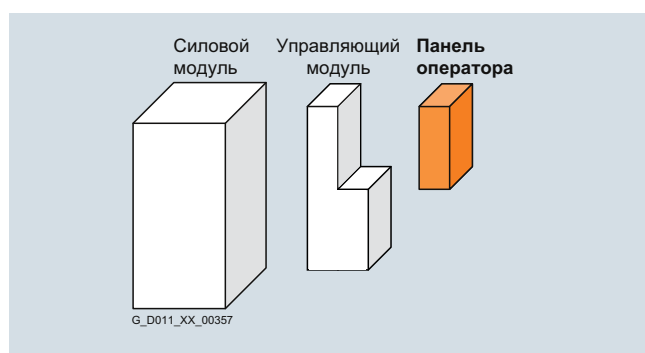 Силовой
модуль
Управляющий
модуль
Панель
оператора
G_D011_XX_00357